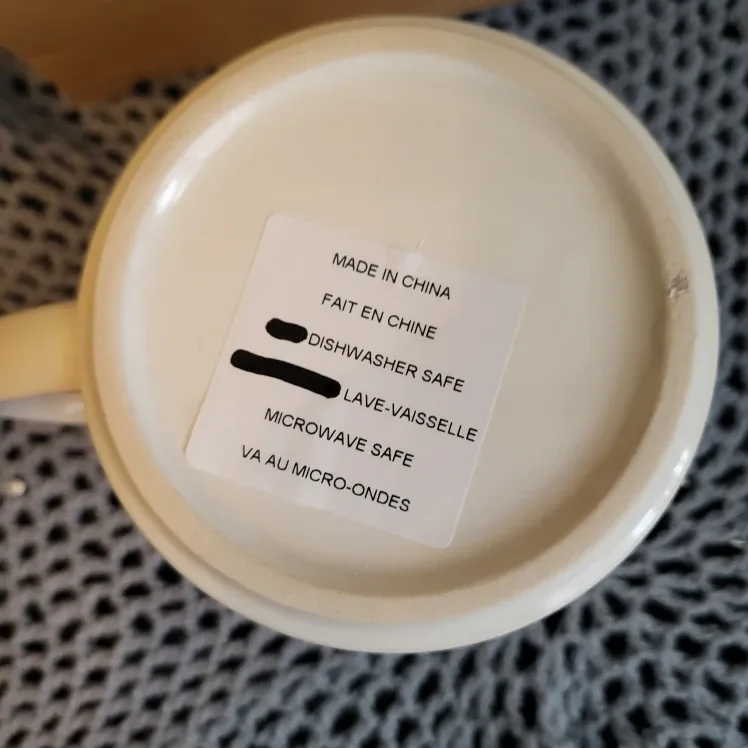 MADE IN CHINA
FAIT EN CHINE
DISHWASHER SAFE
LAVE-VAISSELLE
MICROWAVE SAFE
VA AU MICRO-ONDES